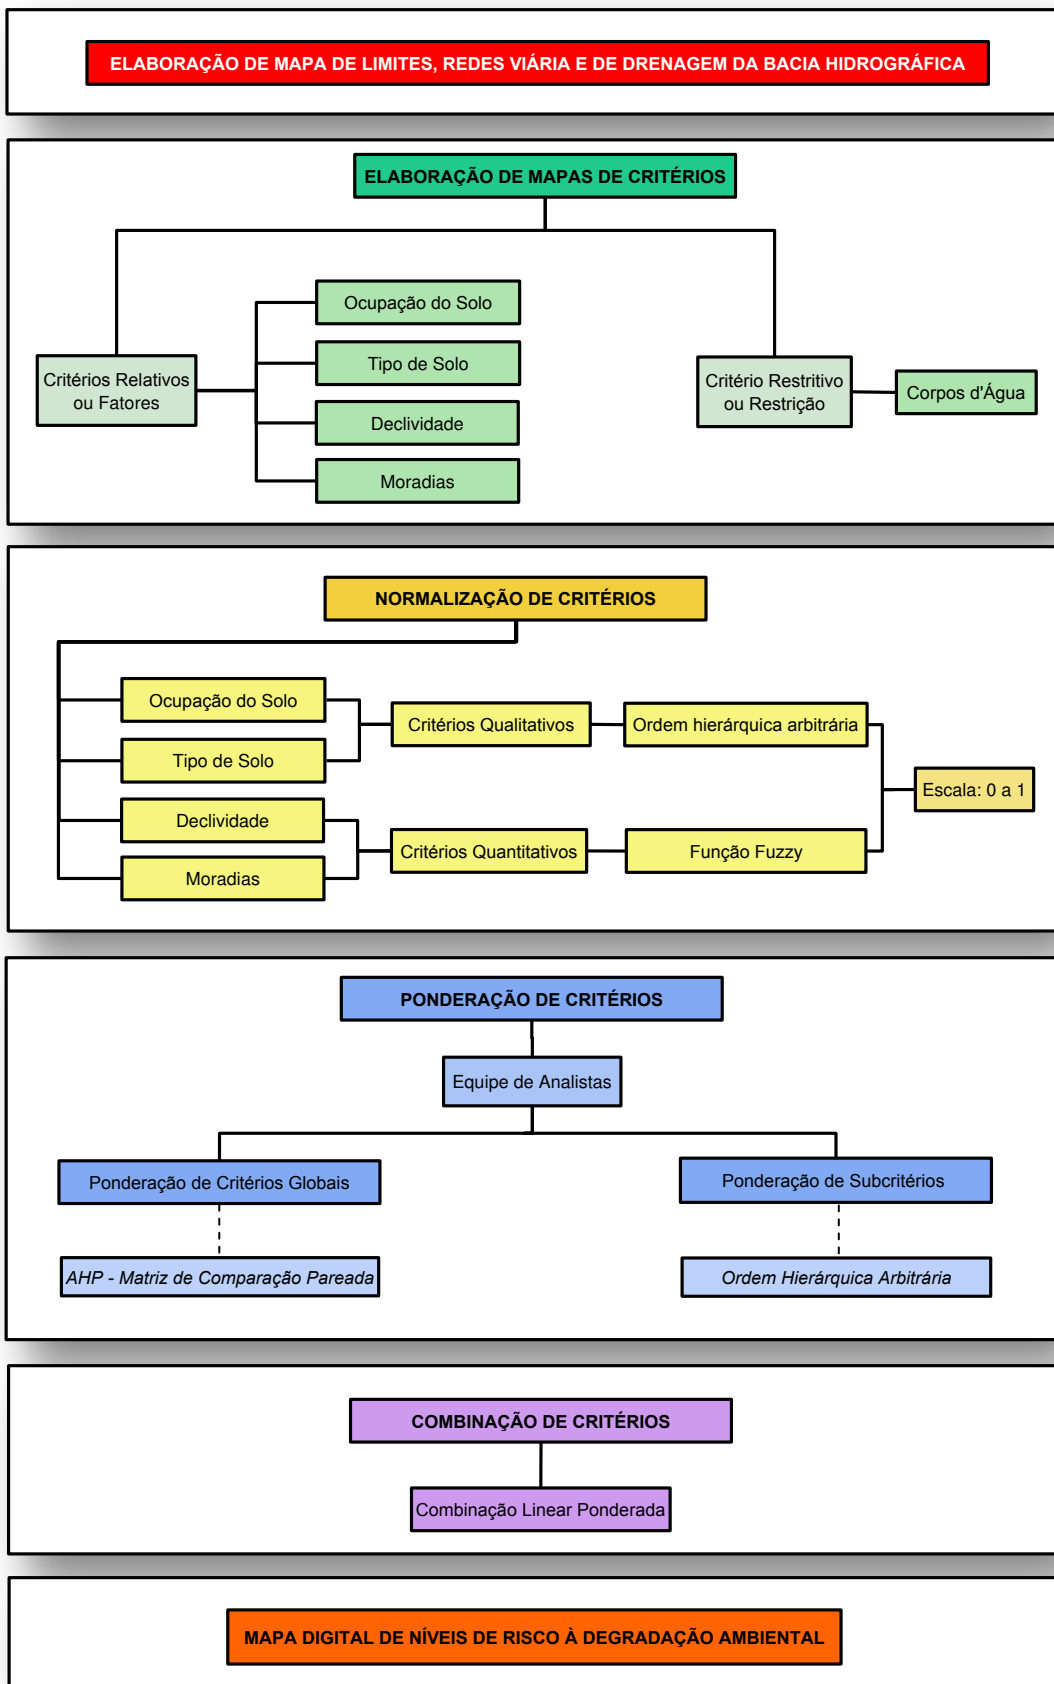 ELABORAÇÃO DE MAPA DE LIMITES, REDES VIÁRIA E DE DRENAGEM DA BACIA HIDROGRÁFICA
ELABORAÇÃO DE MAPAS DE CRITÉRIOS
Ocupação do Solo
Tipo de Solo
Critérios Relativos
ou Fatores
Declividade
Moradias
Critério Restritivo
ou Restrição
Corpos d'Água
NORMALIZAÇÃO DE CRITÉRIOS
Ocupação do Solo
Tipo de Solo
Declividade
Moradias
Critérios Qualitativos
Ordem hierárquica arbitrária
Critérios Quantitativos
Função Fuzzy
Escala: 0 a 1
PONDERAÇÃO DE CRITÉRIOS
Equipe de Analistas
Ponderação de Critérios Globais
Ponderação de Subcritérios
AHP - Matriz de Comparação Pareada
Ordem Hierárquica Arbitrária
COMBINAÇÃO DE CRITÉRIOS
Combinação Linear Ponderada
MAPA DIGITAL DE NÍVEIS DE RISCO À DEGRADAÇÃO AMBIENTAL